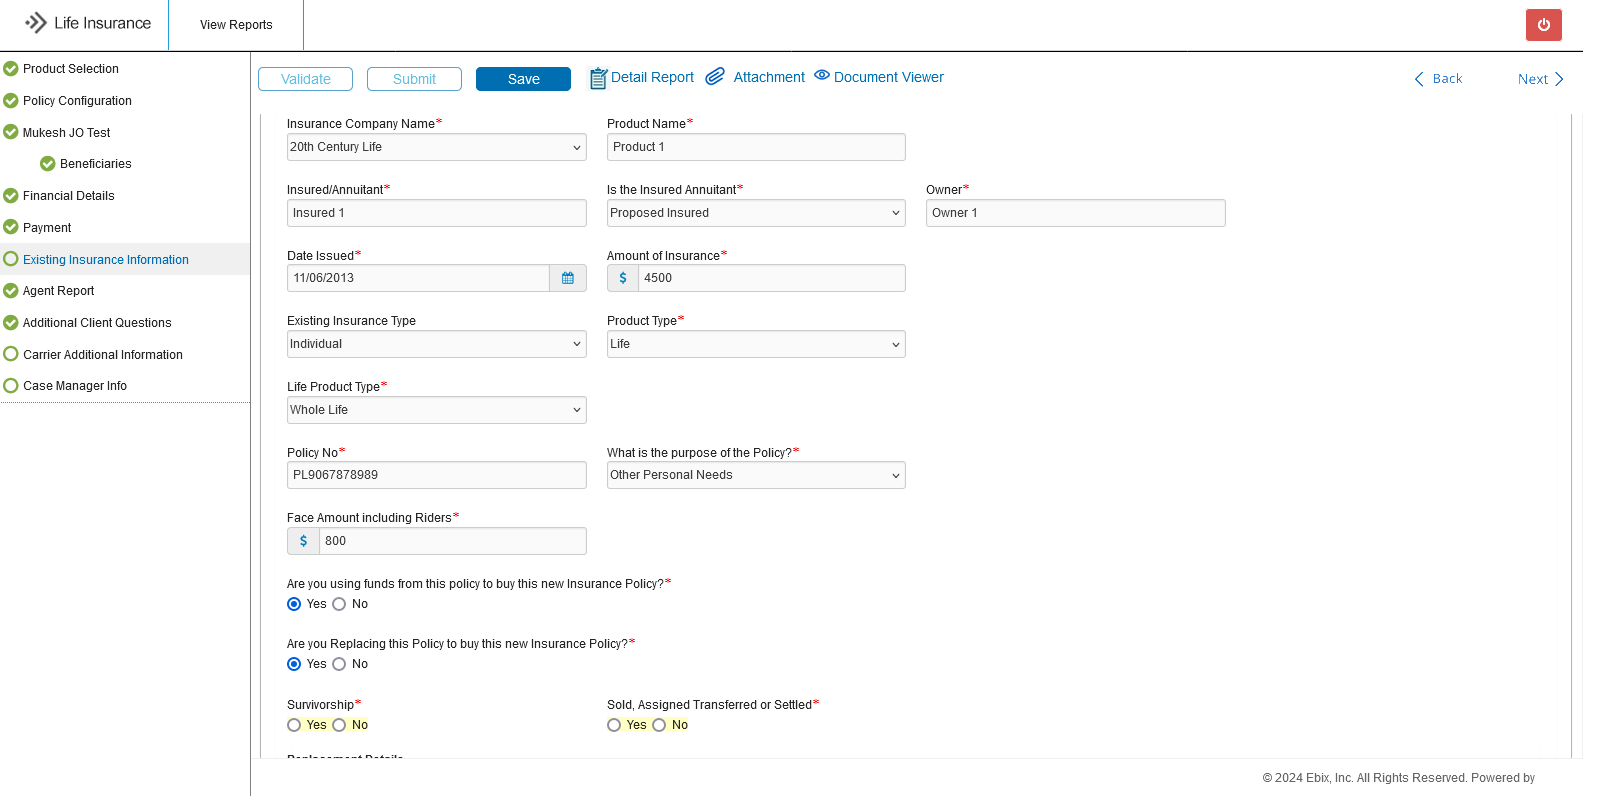 Life Insurance
View Reports
Product Selection
Policy Configuration
Mukesh JO Test
Beneficiaries
Financial Details
Payment
Existing Insurance Information
Agent Report
Additional Client Questions
Carrier Additional Information
Case Manager Info
Validate Submit Save Detail Report Attachment Document Viewer Back Next
Insurance Company Name* Product Name*
20th Century Life Product 1
Insured/Annuitant* Is the Insured Annuitant* Owner*
Insured 1 Proposed Insured Owner 1
Date Issued* Amount of Insurance*
11/06/2013 $ 4500
Existing Insurance Type Product Type*
Individual Life
Life Product Type*
Whole Life
Policy No* What is the purpose of the Policy?*
PL9067878989 Other Personal Needs
Face Amount including Riders*
$ 800
Are you using funds from this policy to buy this new Insurance Policy?*
Yes No
Are you Replacing this Policy to buy this new Insurance Policy?*
Yes No
Survivorship* Sold, Assigned Transferred or Settled*
Yes No Yes No
Replacement Details
© 2024 Ebix, Inc. All Rights Reserved. Powered by